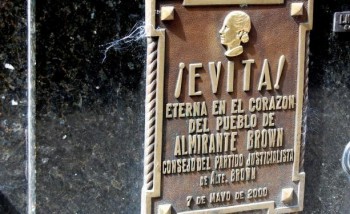 ¡EVITA!
ETERNA EN EL CORAZON
DEL PUEBLO DE
ALMIRANTE BROWN
CONSEJO DEL PARTIDO JUSTICIALISTA
DE ALTE. BROWN
7 DE MAYO DE 2000